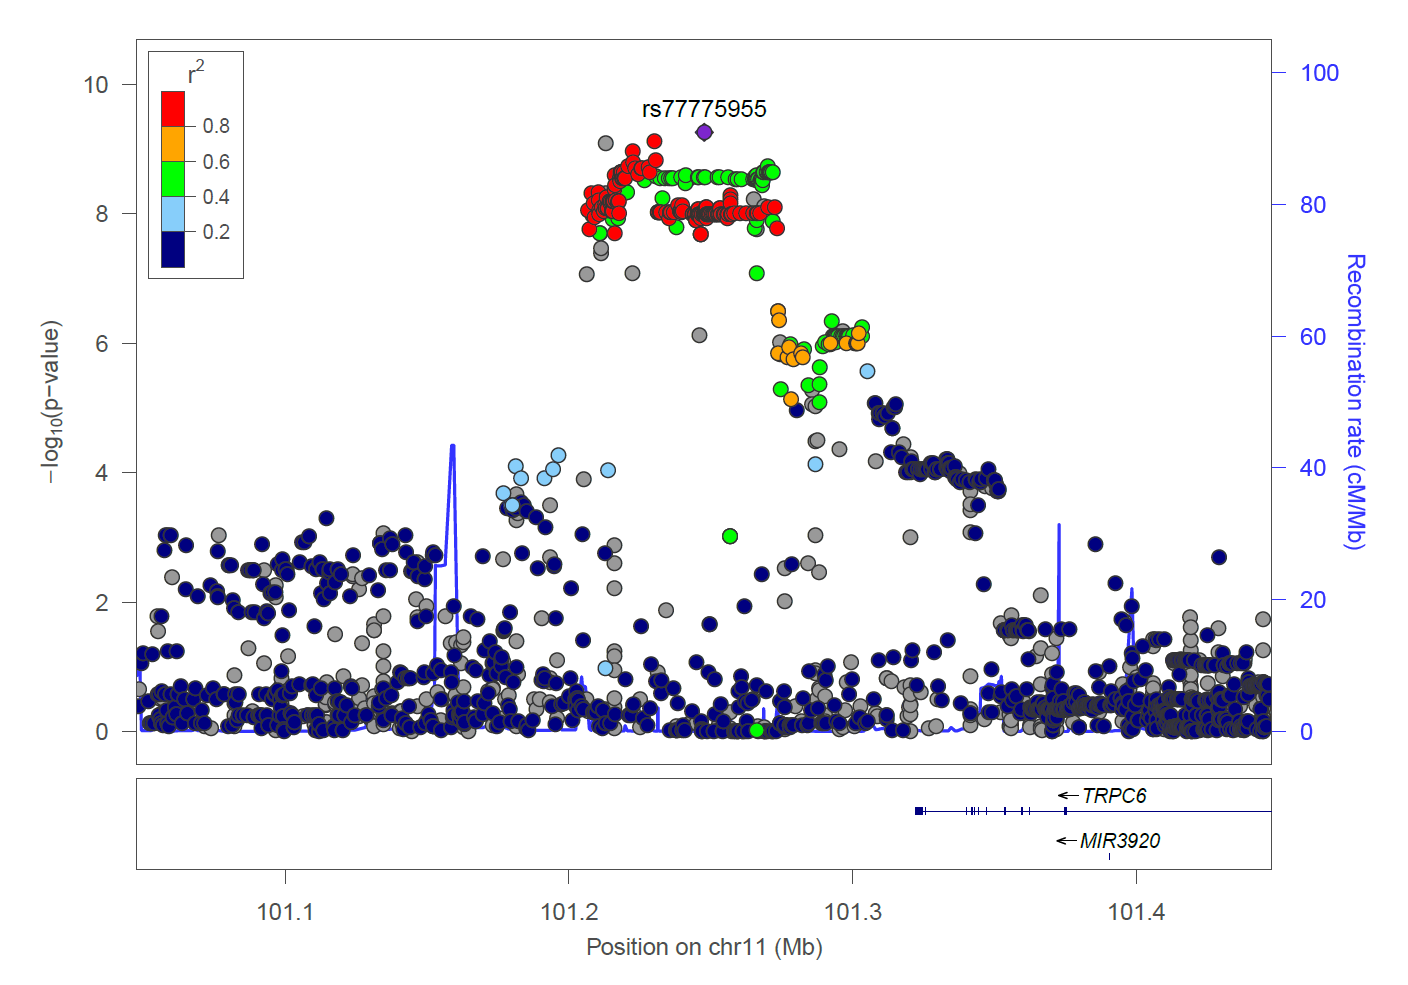 r2
0.8
0.6
0.4
0.2
rs77775955
10
8
6
4
2
0
−log10(p−value)
100
80
60
40
20
0
Recombination rate (cM/Mb)
TRPC6
MIR3920
101.1
101.2
101.3
101.4
Position on chr11 (Mb)